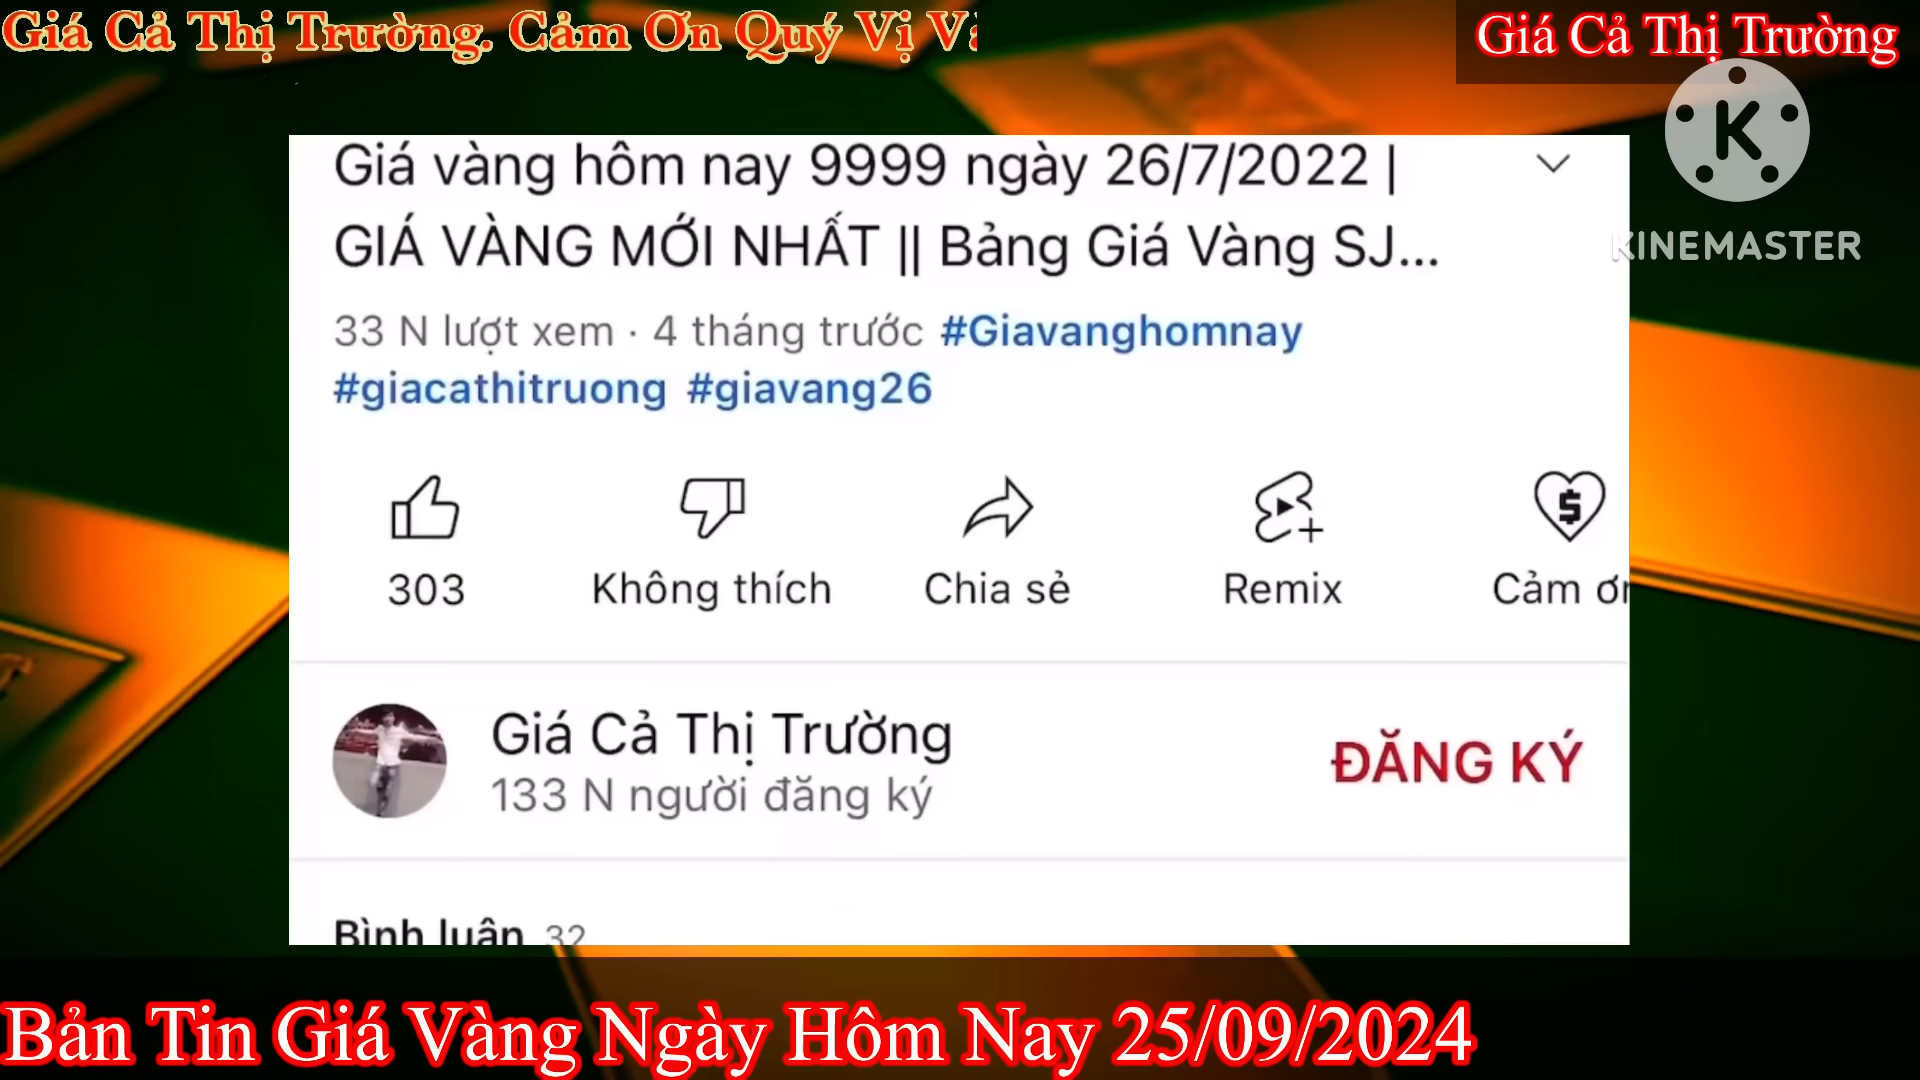 Giá Cả Thị Trường. Cảm Ơn Quý Vị
Giá Cả Thị Trường
K
KINEMASTER
Giá vàng hôm nay 9999 ngày 26/7/2022 |
GIÁ VÀNG MỚI NHẤT || Bảng Giá Vàng SJ...
33 N lượt xem · 4 tháng trước #Giavanghomnay
#giacathitruong #giavang26
303 Không thích Chia sẻ Remix Cảm ơn
Giá Cả Thị Trường
133 N người đăng ký
ĐĂNG KÝ
Bình luận 32
Bản Tin Giá Vàng Ngày Hôm Nay 25/09/2024